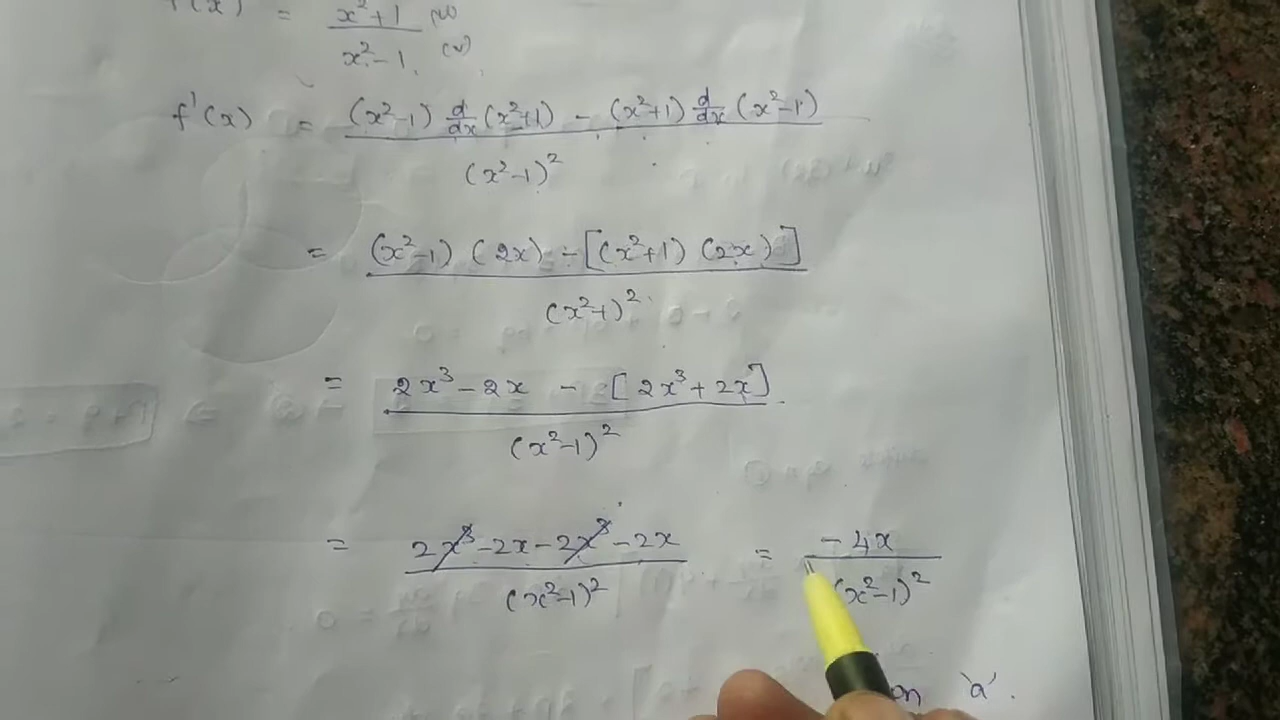 f(x) = x²+1 (u) / x²-1 (v)
f'(x) = (x²-1) d/dx (x²+1) - (x²+1) d/dx (x²-1) / (x²-1)²
= (x²-1) (2x) - [(x²+1) (2x)] / (x²-1)²
= 2x³-2x - [2x³+2x] / (x²-1)²
= 2x³-2x-2x³-2x / (x²-1)² = -4x / (x²-1)²
on 'a'.